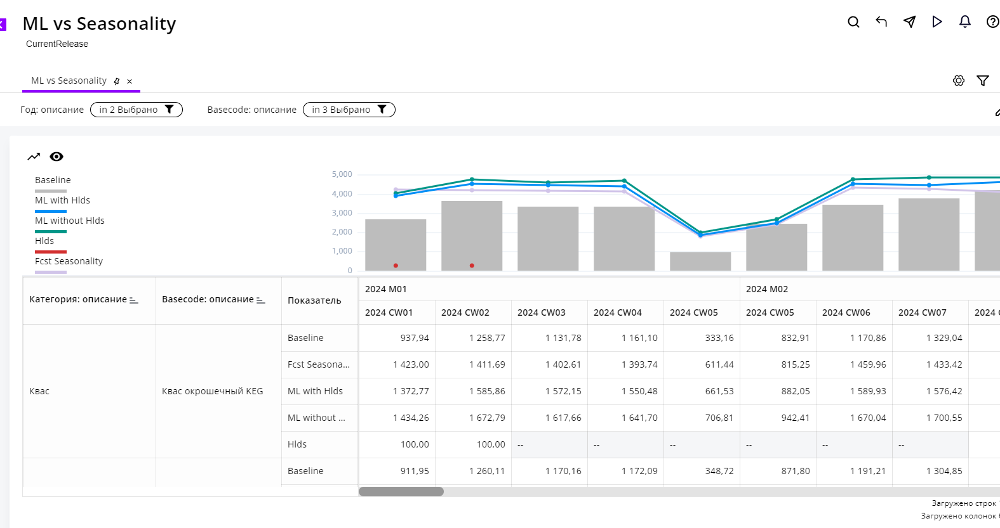 ML vs Seasonality
CurrentRelease
ML vs Seasonality
Год: описание in 2 Выбрано Basecode: описание in 3 Выбрано
Baseline
ML with Hlds
ML without Hlds
Hlds
Fcst Seasonality
5,000
4,000
3,000
2,000
1,000
0
Категория: описание Basecode: описание Показатель
2024 M01 2024 M02
2024 CW01 2024 CW02 2024 CW03 2024 CW04 2024 CW05 2024 CW05 2024 CW06 2024 CW07 2024
Baseline 937,94 1 258,77 1 131,78 1 161,10 333,16 832,91 1 170,86 1 329,04
Fcst Seasona... 1 423,00 1 411,69 1 402,61 1 393,74 611,44 815,25 1 459,96 1 433,42
Квас Квас окрошечный KEG ML with Hlds 1 372,77 1 585,86 1 572,15 1 550,48 661,53 882,05 1 589,93 1 576,42
ML without ... 1 434,26 1 672,79 1 617,66 1 641,70 706,81 942,41 1 670,04 1 700,55
Hlds 100,00 100,00 -- -- -- -- -- --
Baseline 911,95 1 260,11 1 170,16 1 172,09 348,72 871,80 1 191,21 1 304,85
Загружено строк
Загружено колонок